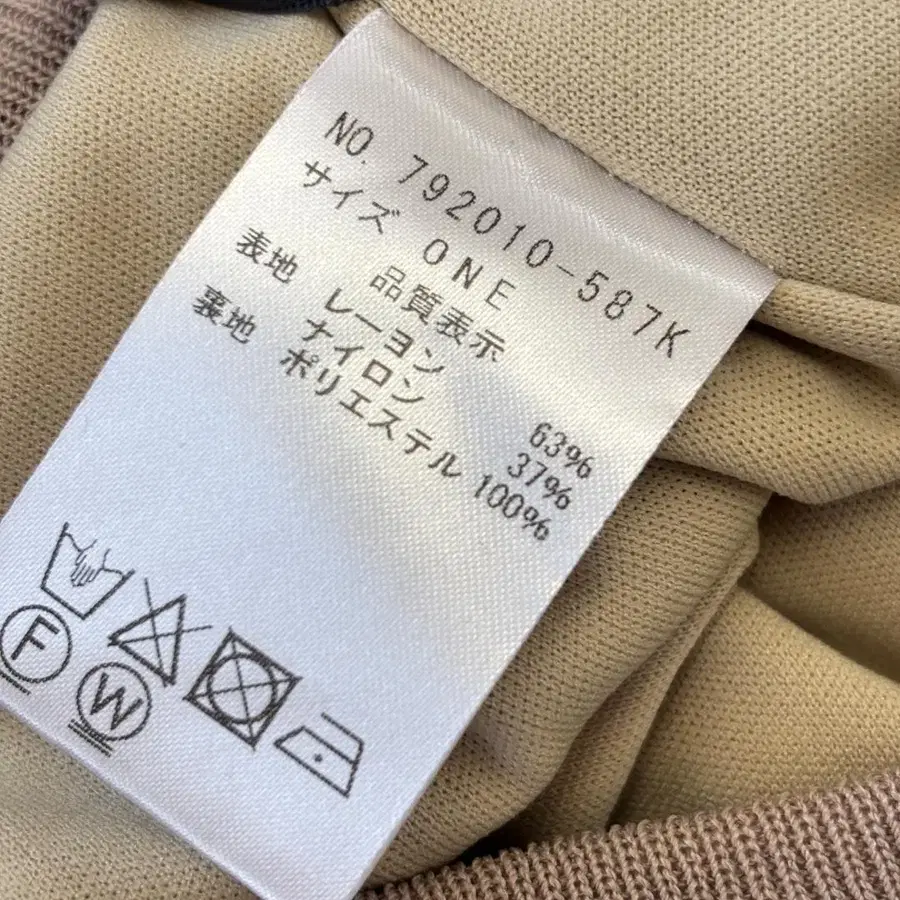 NO. 792010-587K
サイズ ONE
品質表示
表地 レーヨン 63%
ナイロン 37%
裏地 ポリエステル 100%
F
W